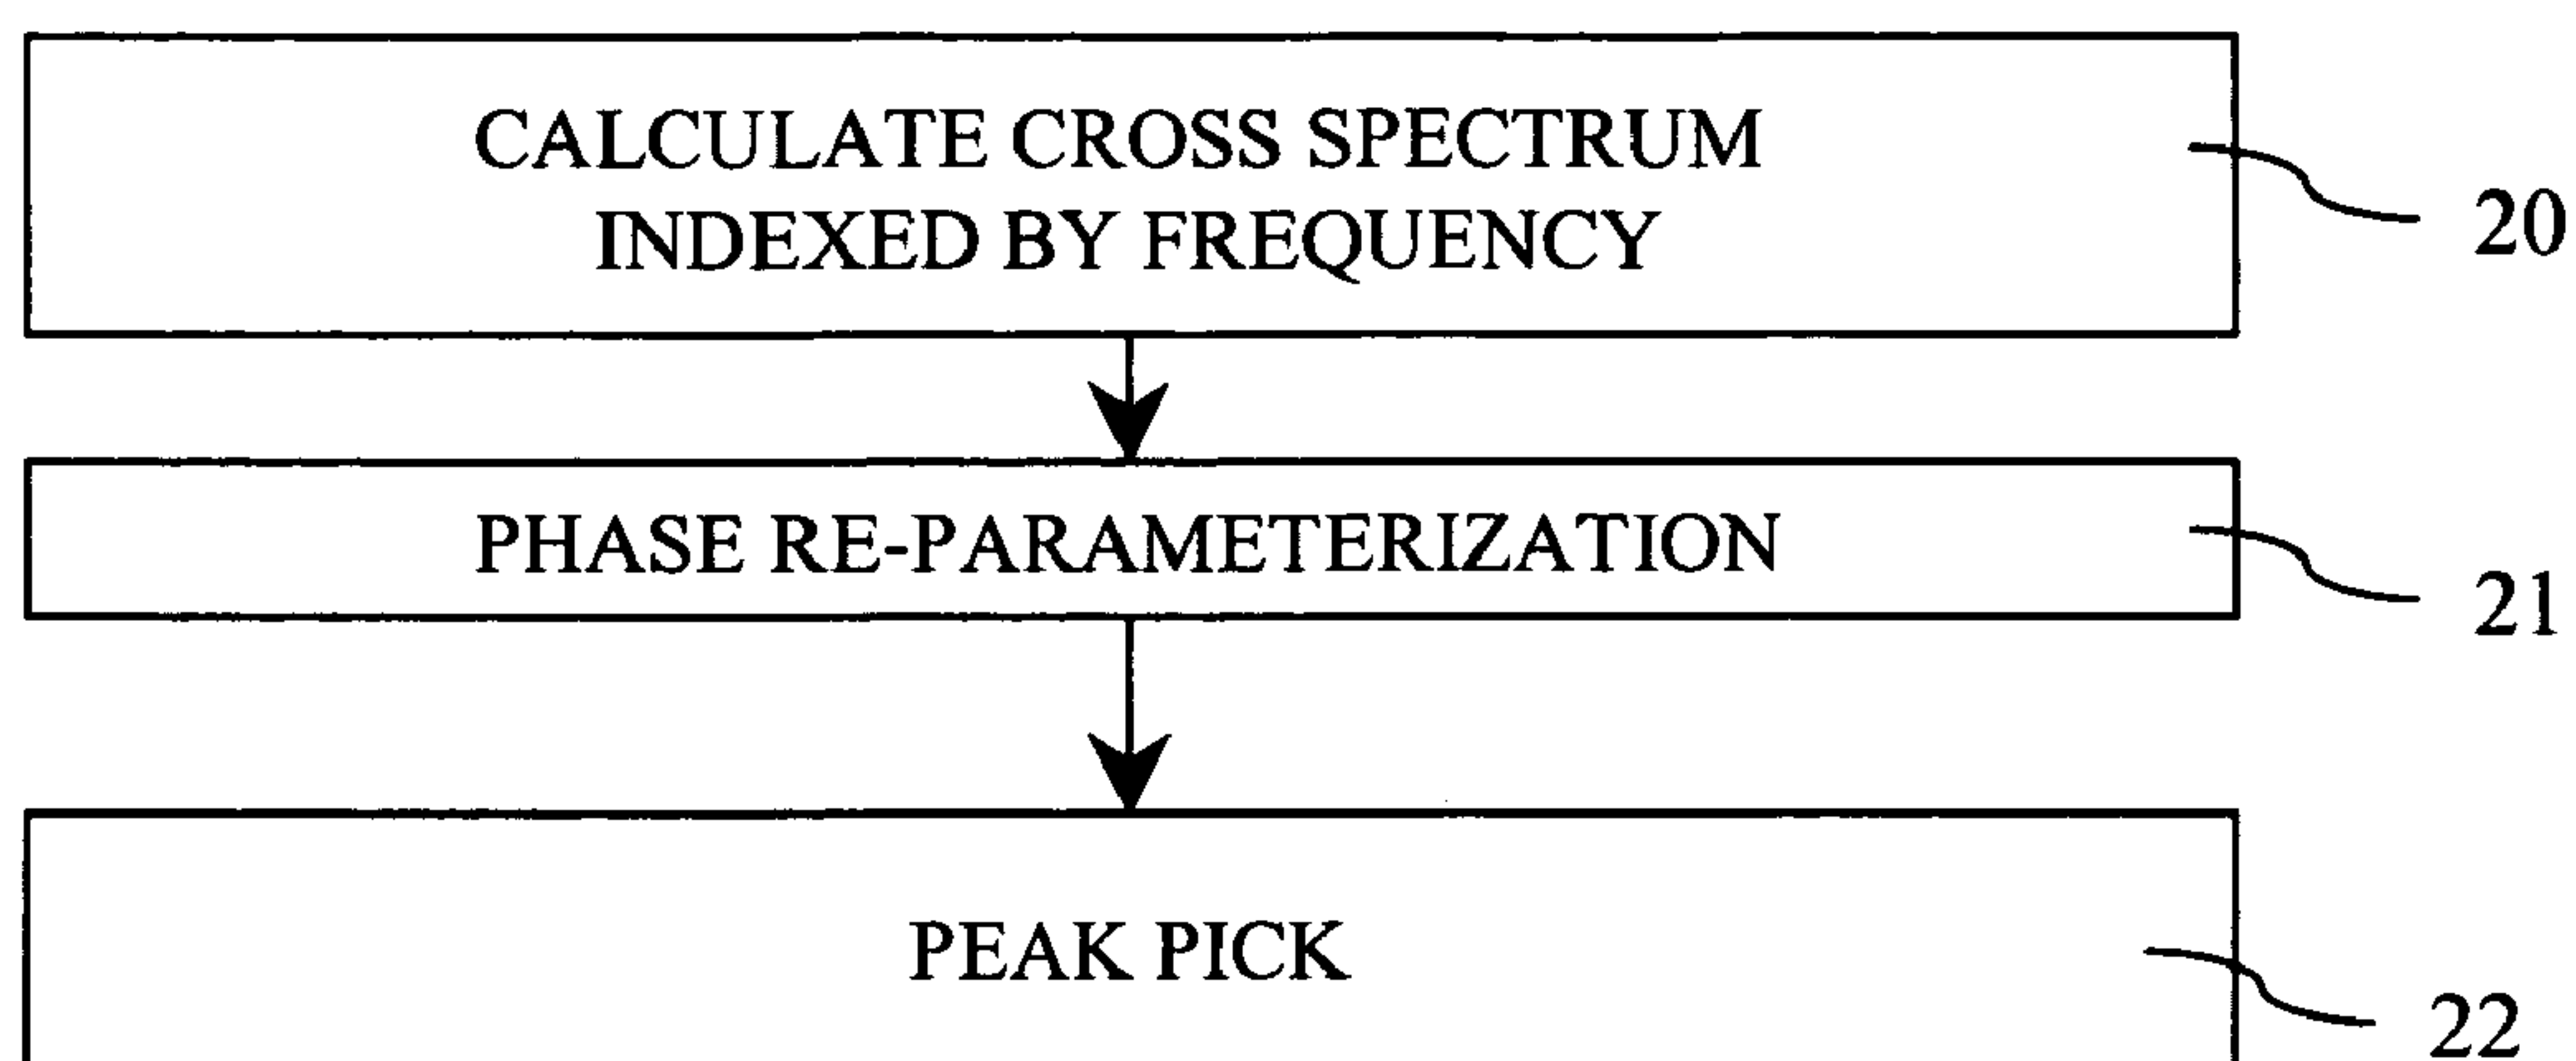 CALCULATE CROSS SPECTRUM
INDEXED BY FREQUENCY
20
PHASE RE-PARAMETERIZATION
21
PEAK PICK
22